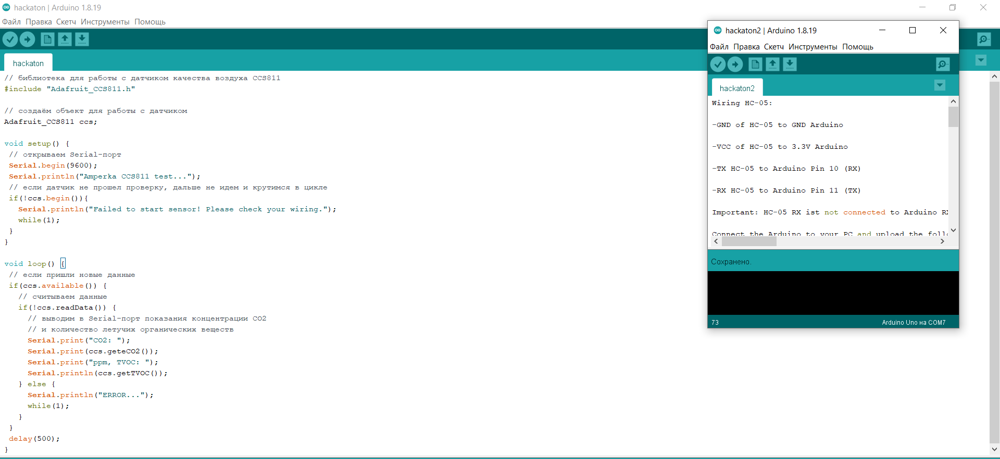 hackaton | Arduino 1.8.19
Файл Правка Скетч Инструменты Помощь
hackaton
// библиотека для работы с датчиком качества воздуха CCS811
#include "Adafruit_CCS811.h"
// создаём объект для работы с датчиком
Adafruit_CCS811 ccs;
void setup() {
// открываем Serial-порт
Serial.begin(9600);
Serial.println("Amperka CCS811 test...");
// если датчик не прошел проверку, дальше не идем и крутимся в цикле
if(!ccs.begin()){
Serial.println("Failed to start sensor! Please check your wiring.");
while(1);
}
}
void loop() {
// если пришли новые данные
if(ccs.available()) {
// считываем данные
if(!ccs.readData()) {
// выводим в Serial-порт показания концентрации CO2
// и количество летучих органических веществ
Serial.print("CO2: ");
Serial.print(ccs.geteCO2());
Serial.print("ppm, TVOC: ");
Serial.println(ccs.getTVOC());
} else {
Serial.println("ERROR...");
while(1);
}
}
delay(500);
}
hackaton2 | Arduino 1.8.19
Файл Правка Скетч Инструменты Помощь
hackaton2
Wiring HC-05:
-GND of HC-05 to GND Arduino
-VCC of HC-05 to 3.3V Arduino
-TX HC-05 to Arduino Pin 10 (RX)
-RX HC-05 to Arduino Pin 11 (TX)
Important: HC-05 RX ist not connected to Arduino RX
Connect the Arduino to your PC and upload the foll
Сохранено.
73
Arduino Uno на COM7